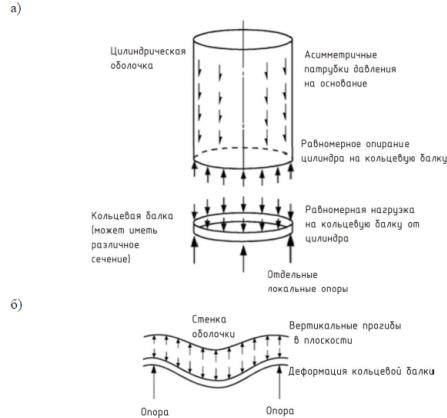 а)
Цилиндрическая
оболочка
Асимметричные
патрубки давления
на основание
Равномерное опирание
цилиндра на кольцевую балку
Кольцевая балка
(может иметь
различное
сечение)
Равномерная нагрузка
на кольцевую балку от
цилиндра
Отдельные
локальные опоры
б)
Стенка
оболочки
Вертикальные прогибы
в плоскости
Деформация кольцевой балки
Опора
Опора